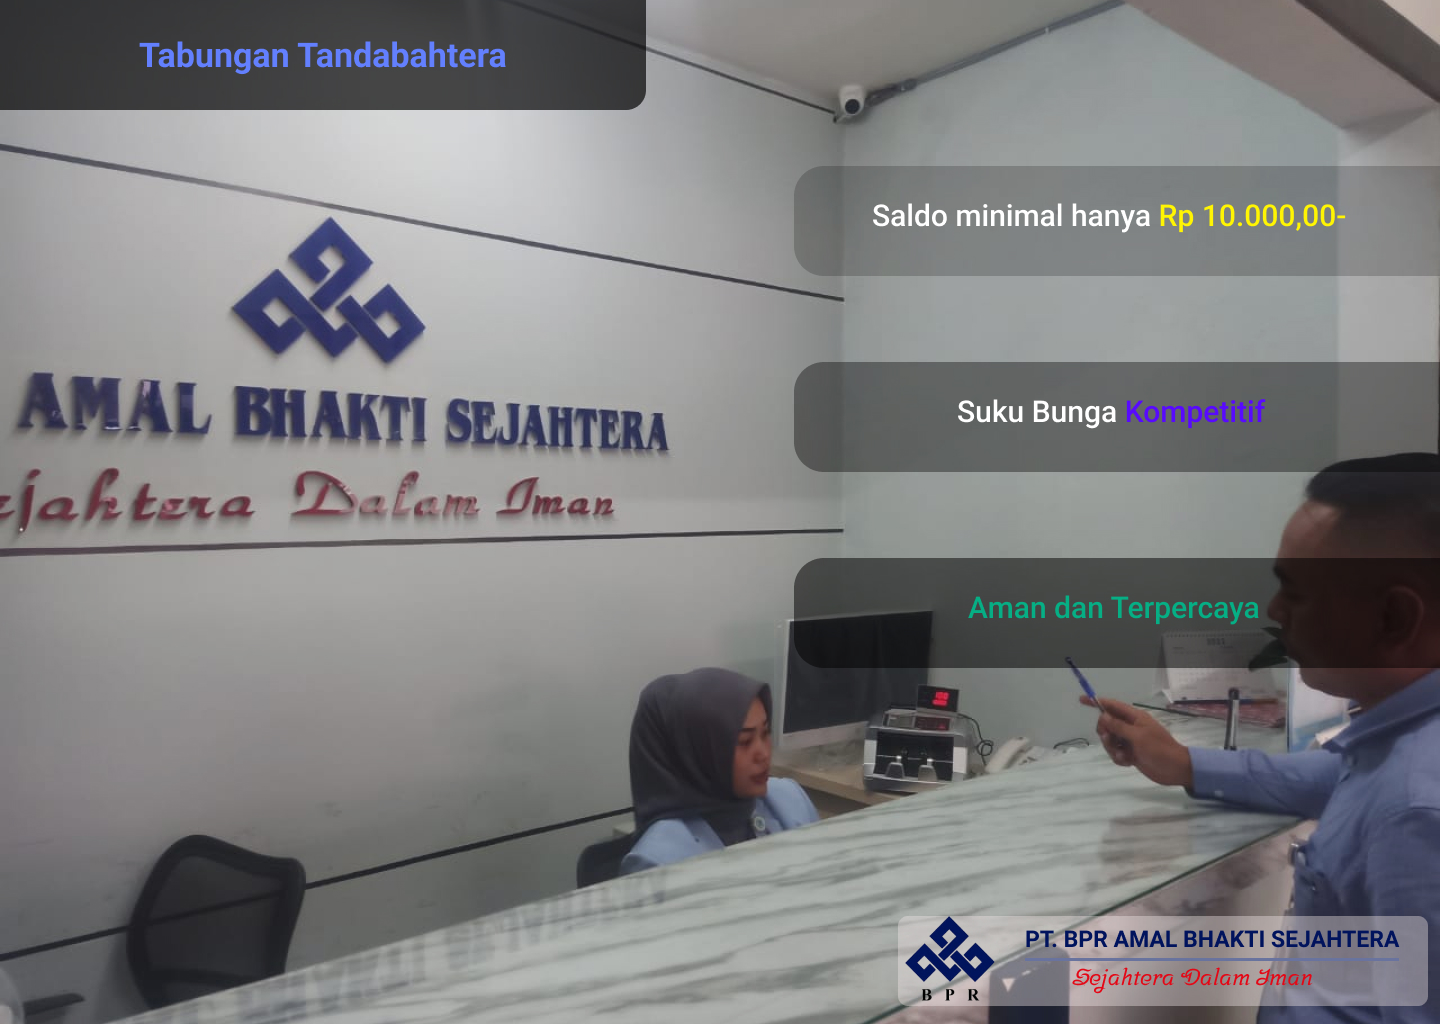 Tabungan Tandabahtera
Saldo minimal hanya Rp 10.000,00-
AMAL BHAKTI SEJAHTERA
Suku Bunga Kompetitif
Dalam Iman
Aman dan Terpercaya
PT. BPR AMAL BHAKTI SEJAHTERA
Sejahtera Dalam Iman
B P R